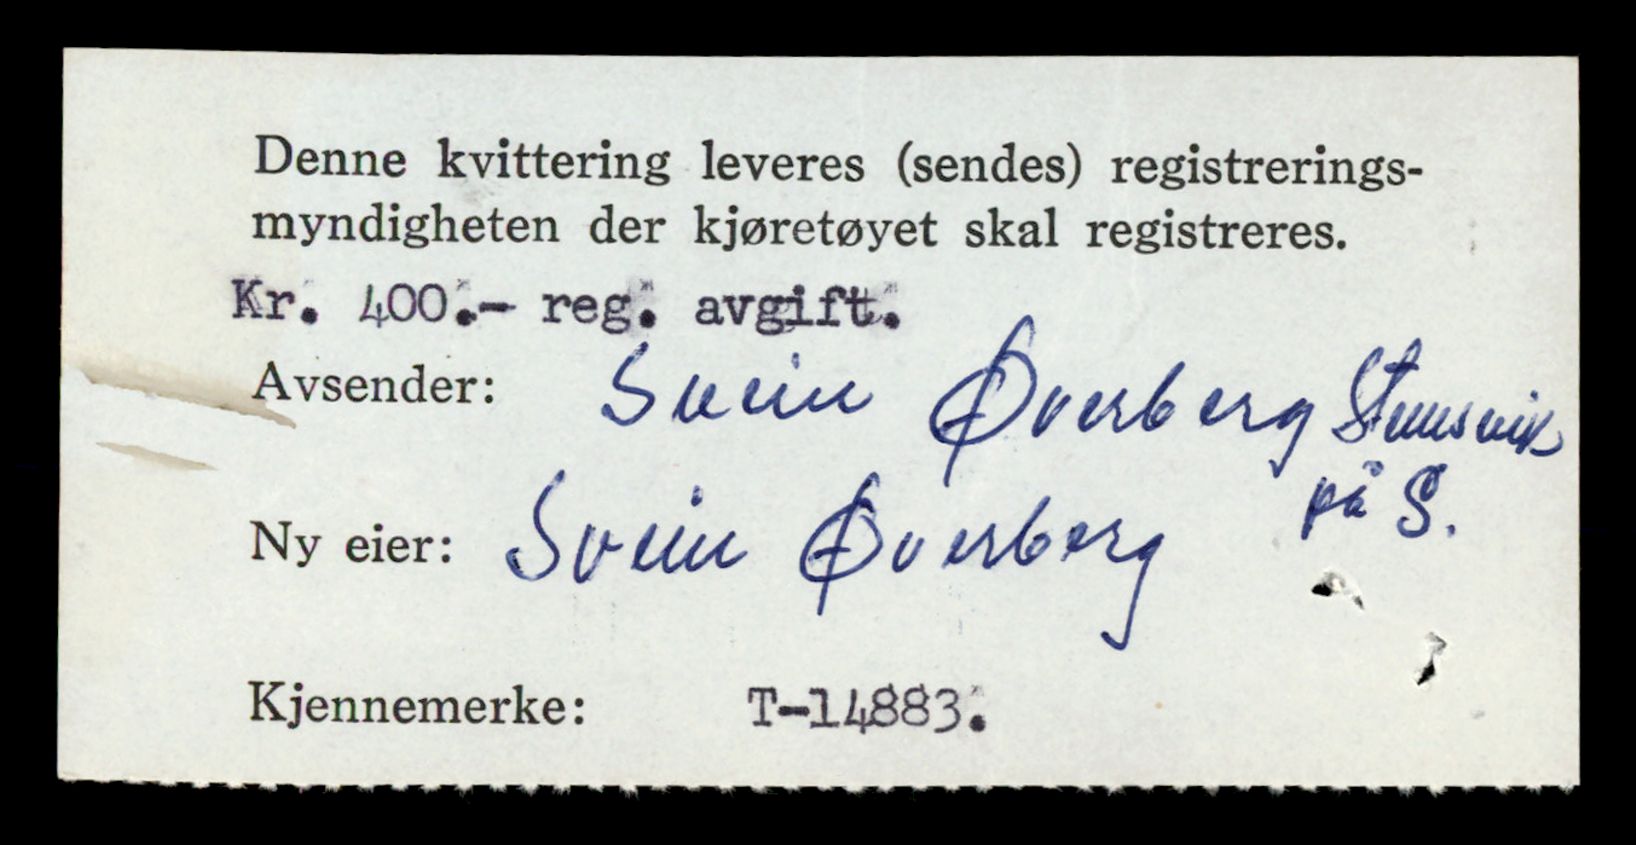 Denne kvittering leveres (sendes) registrerings-
myndigheten der kjøretøyet skal registreres.
Kr. 400.- reg. avgift.
Avsender: Svein Øverberg
på S.
Ny eier: Svein Øverberg
Kjennemerke: T-14883.